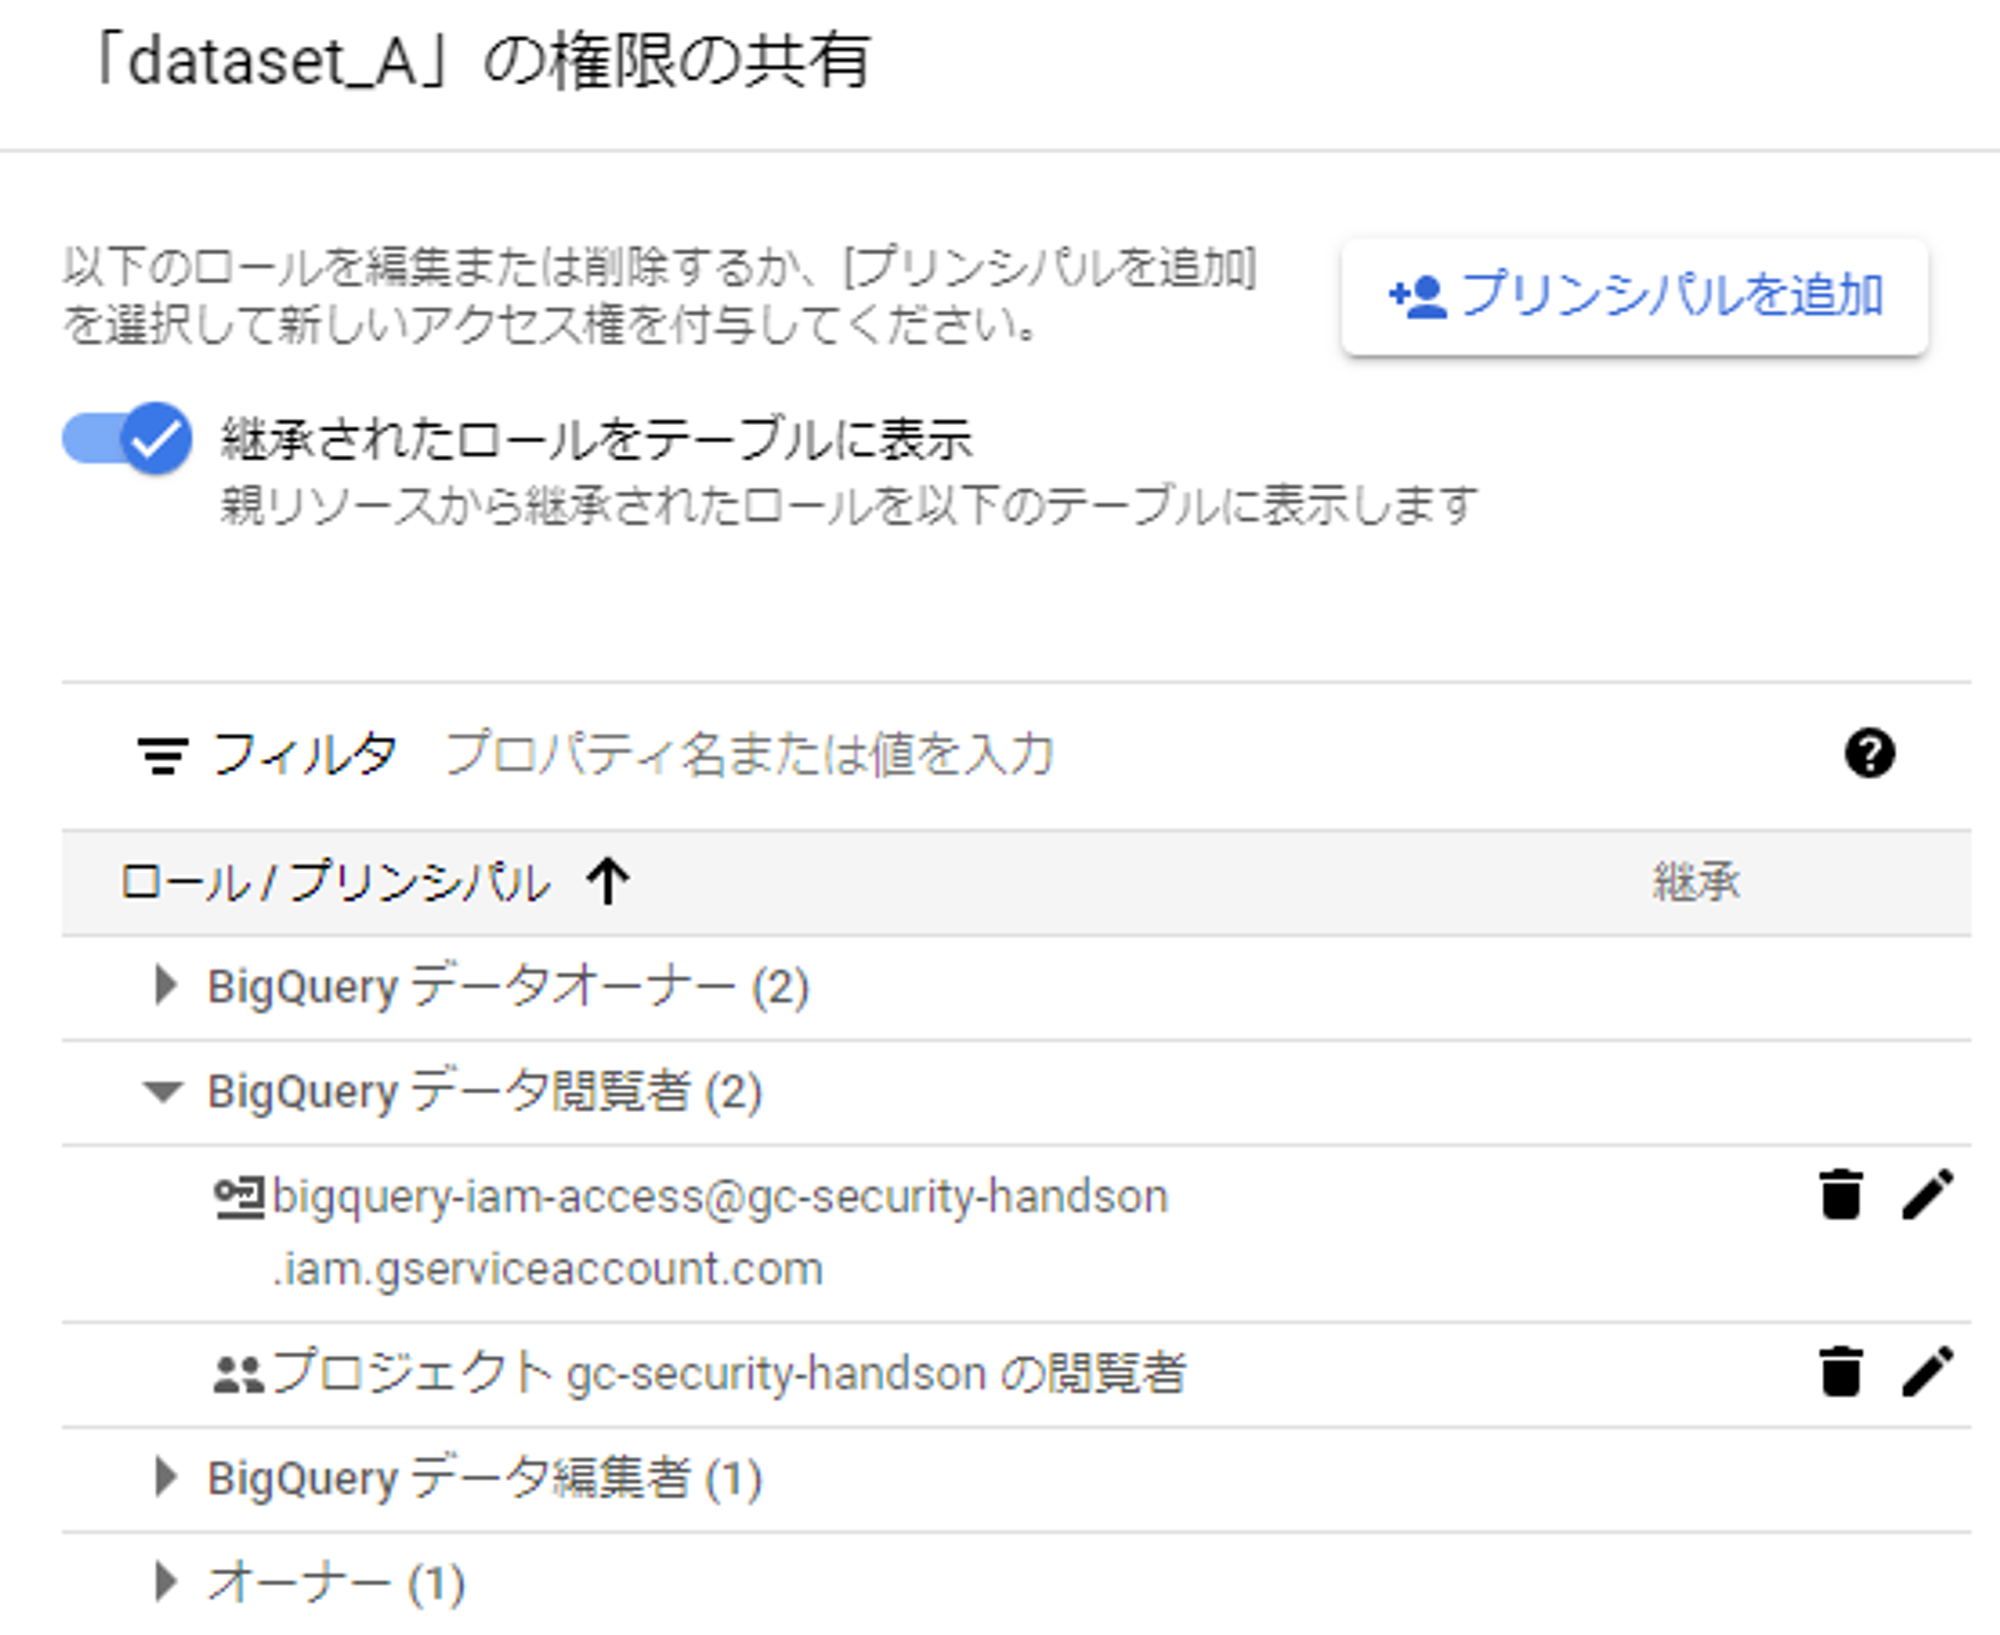 「dataset_A」の権限の共有
以下のロールを編集または削除するか、[プリンシパルを追加]
を選択して新しいアクセス権を付与してください。
プリンシパルを追加
継承されたロールをテーブルに表示
親リソースから継承されたロールを以下のテーブルに表示します
フィルタ プロパティ名または値を入力
ロール / プリンシパル 継承
BigQuery データオーナー (2)
BigQuery データ閲覧者 (2)
bigquery-iam-access@gc-security-handson
.iam.gserviceaccount.com
プロジェクト gc-security-handson の閲覧者
BigQuery データ編集者 (1)
オーナー (1)